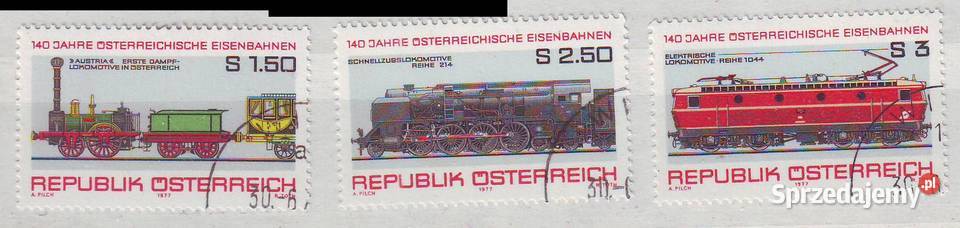 140 JAHRE ÖSTERREICHISCHE EISENBAHNEN
»AUSTRIA« ERSTE DAMPF-
LOKOMOTIVE IN ÖSTERREICH
S 1.50
REPUBLIK ÖSTERREICH
A. PILCH 1977
30.
140 JAHRE ÖSTERREICHISCHE EISENBAHNEN
SCHNELLZUGSLOKOMOTIVE
REIHE 214
S 2.50
REPUBLIK ÖSTERREICH
A. PILCH 1977
140 JAHRE ÖSTERREICHISCHE EISENBAHNEN
ELEKTRISCHE
LOKOMOTIVE · REIHE 1044
S 3
REPUBLIK ÖSTERREICH
A. PILCH 1977
Sprzedajemy.pl